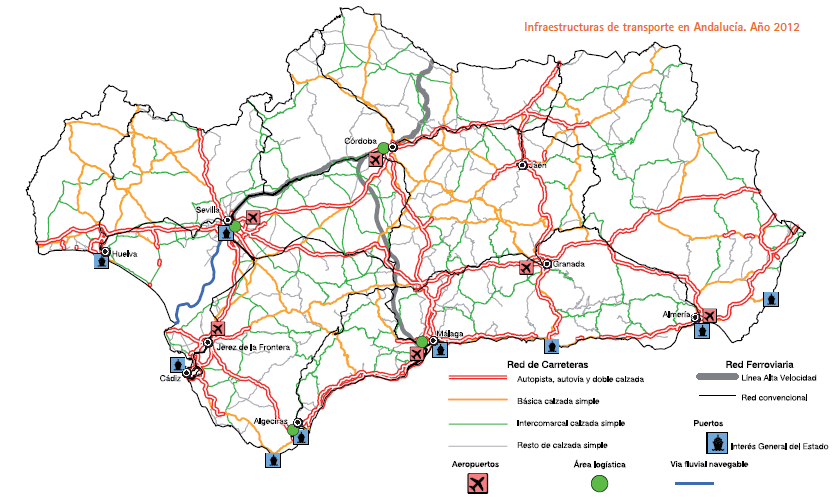 Infraestructuras de transporte en Andalucía. Año 2012
Córdoba
Jaén
Sevilla
Huelva
Granada
Almería
Málaga
Jerez de la Frontera
Cádiz
Algeciras
Red de Carreteras
Autopista, autovía y doble calzada
Básica calzada simple
Intercomarcal calzada simple
Resto de calzada simple
Red Ferroviaria
Línea Alta Velocidad
Red convencional
Puertos
Interés General del Estado
Aeropuertos
Área logística
Via fluvial navegable